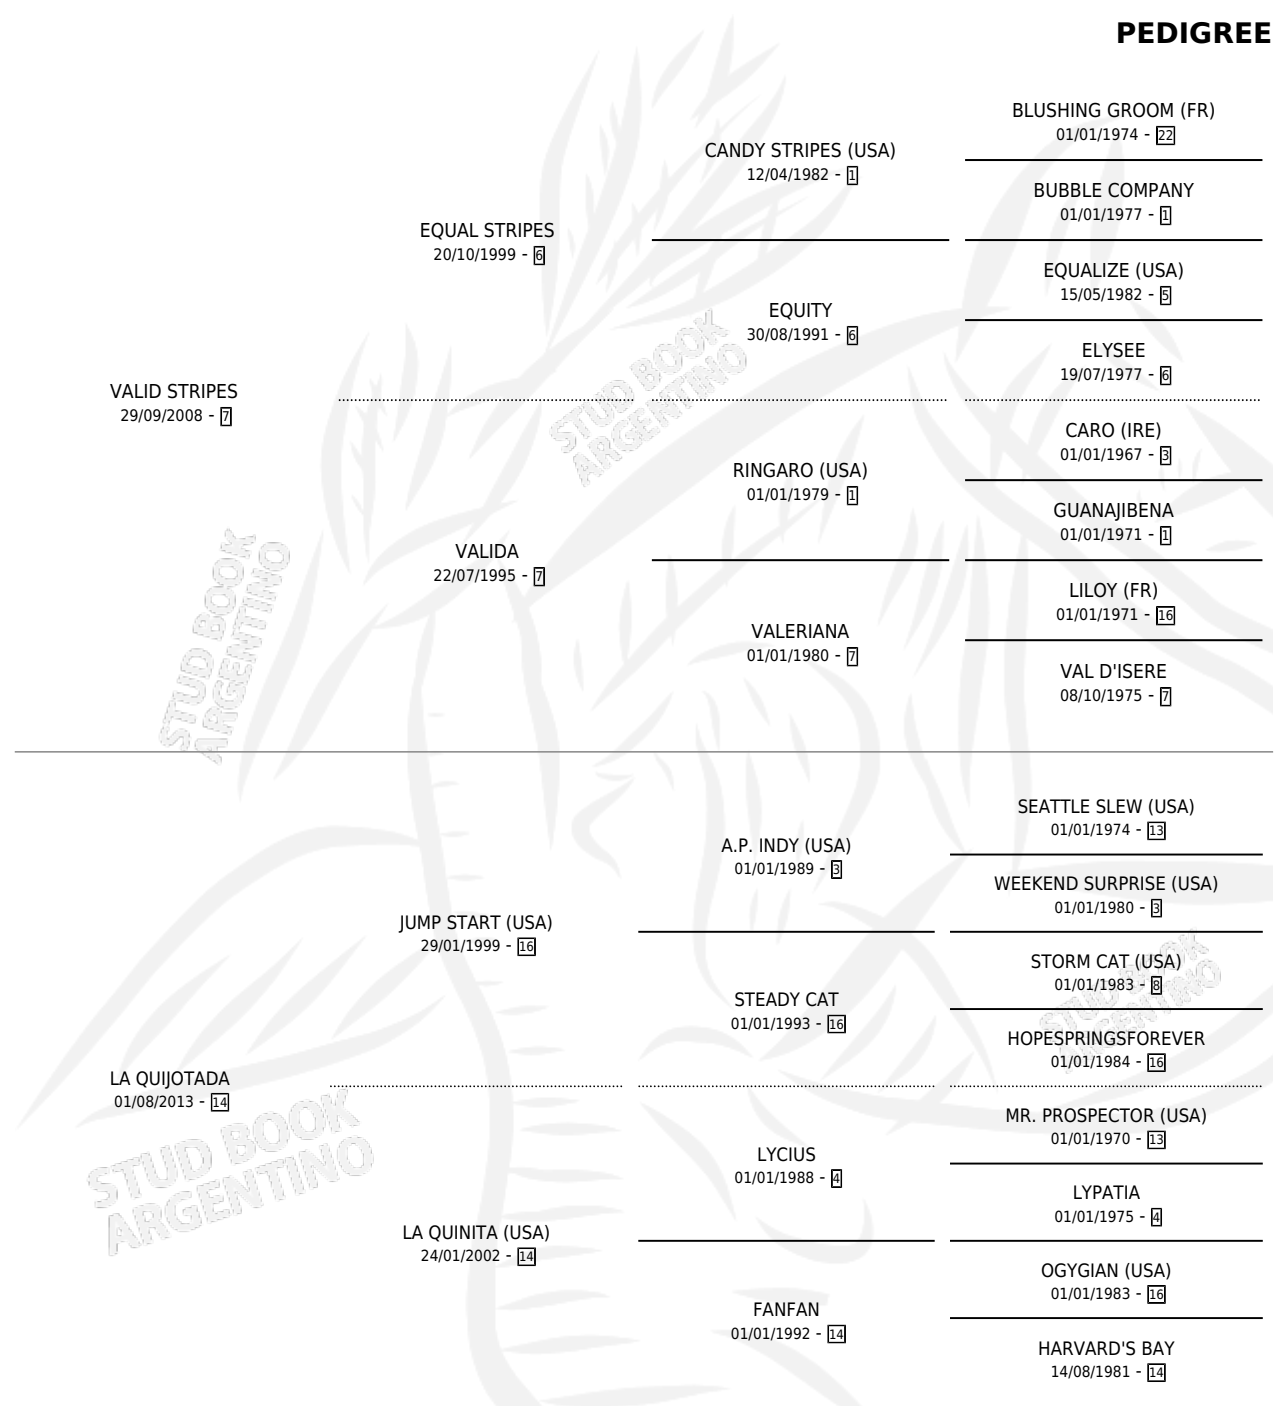 PEDIGREE
BLUSHING GROOM (FR)
01/01/1974 - 22
CANDY STRIPES (USA)
12/04/1982 - 1
BUBBLE COMPANY
01/01/1977 - 1
EQUAL STRIPES
20/10/1999 - 6
EQUALIZE (USA)
15/05/1982 - 5
EQUITY
30/08/1991 - 6
ELYSEE
19/07/1977 - 6
VALID STRIPES
29/09/2008 - 7
CARO (IRE)
01/01/1967 - 3
RINGARO (USA)
01/01/1979 - 1
GUANAJIBENA
01/01/1971 - 1
VALIDA
22/07/1995 - 7
LILOY (FR)
01/01/1971 - 16
VALERIANA
01/01/1980 - 7
VAL D'ISERE
08/10/1975 - 7
SEATTLE SLEW (USA)
01/01/1974 - 13
A.P. INDY (USA)
01/01/1989 - 3
WEEKEND SURPRISE (USA)
01/01/1980 - 3
JUMP START (USA)
29/01/1999 - 16
STORM CAT (USA)
01/01/1983 - 8
STEADY CAT
01/01/1993 - 16
HOPESPRINGSFOREVER
01/01/1984 - 16
LA QUIJOTADA
01/08/2013 - 14
MR. PROSPECTOR (USA)
01/01/1970 - 13
LYCIUS
01/01/1988 - 4
LYPATIA
01/01/1975 - 4
LA QUINITA (USA)
24/01/2002 - 14
OGYGIAN (USA)
01/01/1983 - 16
FANFAN
01/01/1992 - 14
HARVARD'S BAY
14/08/1981 - 14
STUD BOOK
ARGENTINO
STUD BOOK
ARGENTINO
STUD BOOK
ARGENTINO
STUD BOOK
ARGENTINO